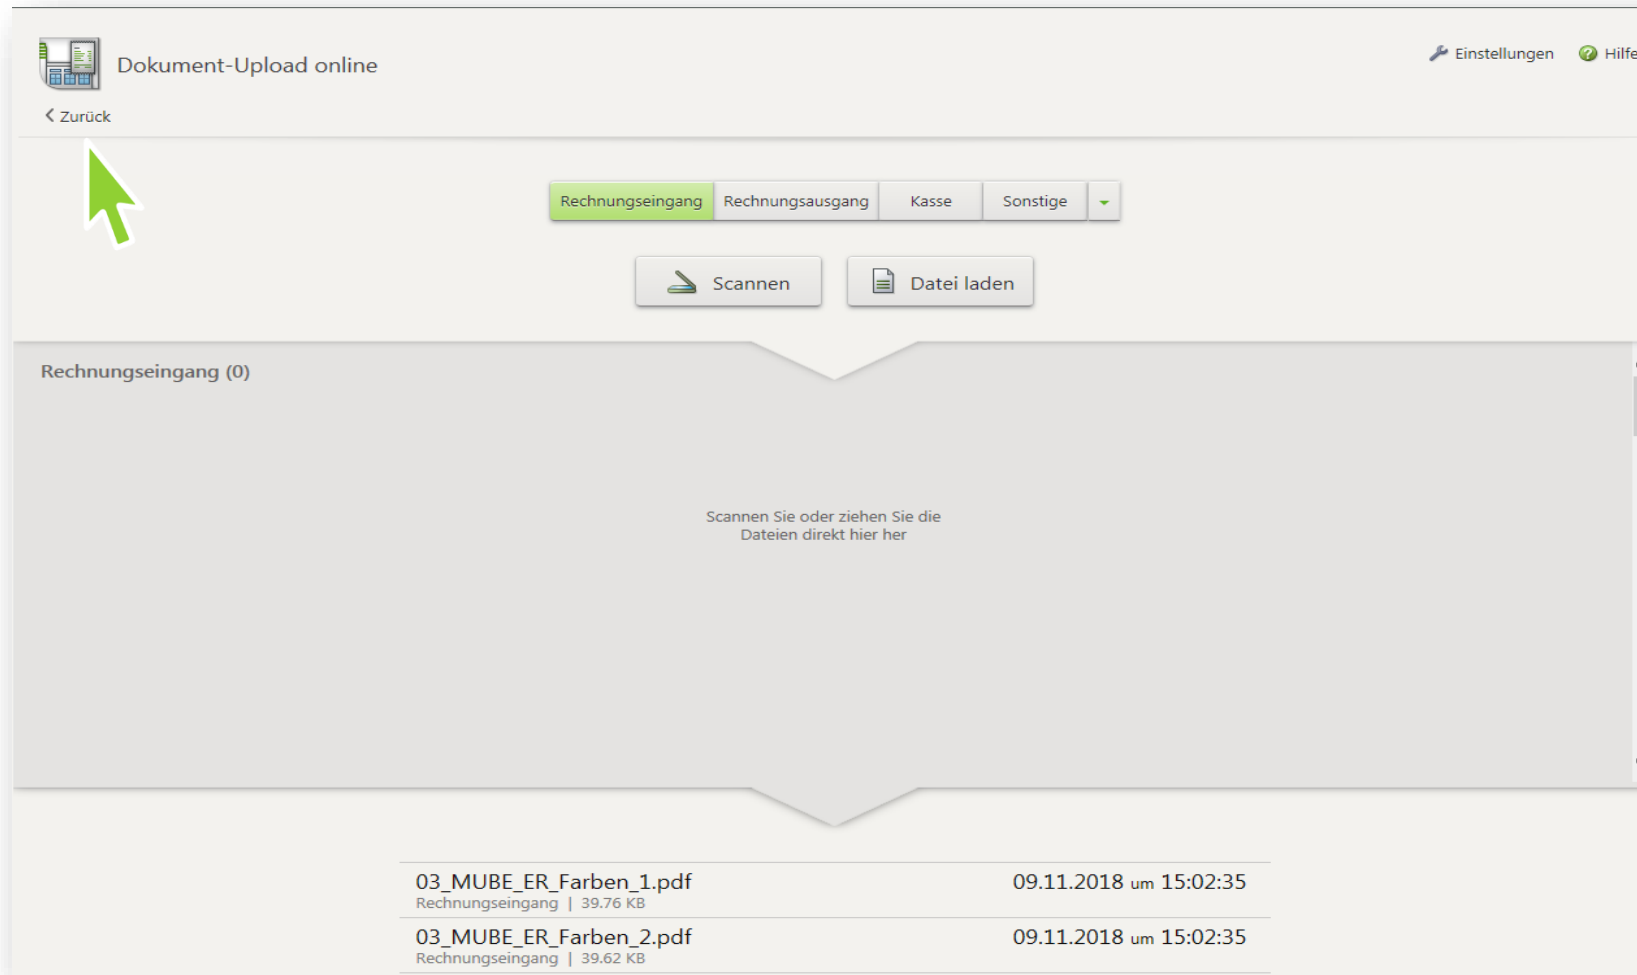 Dokument-Upload online
Einstellungen
Hilfe
Zurück
Rechnungseingang
Rechnungsausgang
Kasse
Sonstige
Scannen
Datei laden
Rechnungseingang (0)
Scannen Sie oder ziehen Sie die
Dateien direkt hier her
03_MUBE_ER_Farben_1.pdf 09.11.2018 um 15:02:35
Rechnungseingang | 39.76 KB
03_MUBE_ER_Farben_2.pdf 09.11.2018 um 15:02:35
Rechnungseingang | 39.62 KB